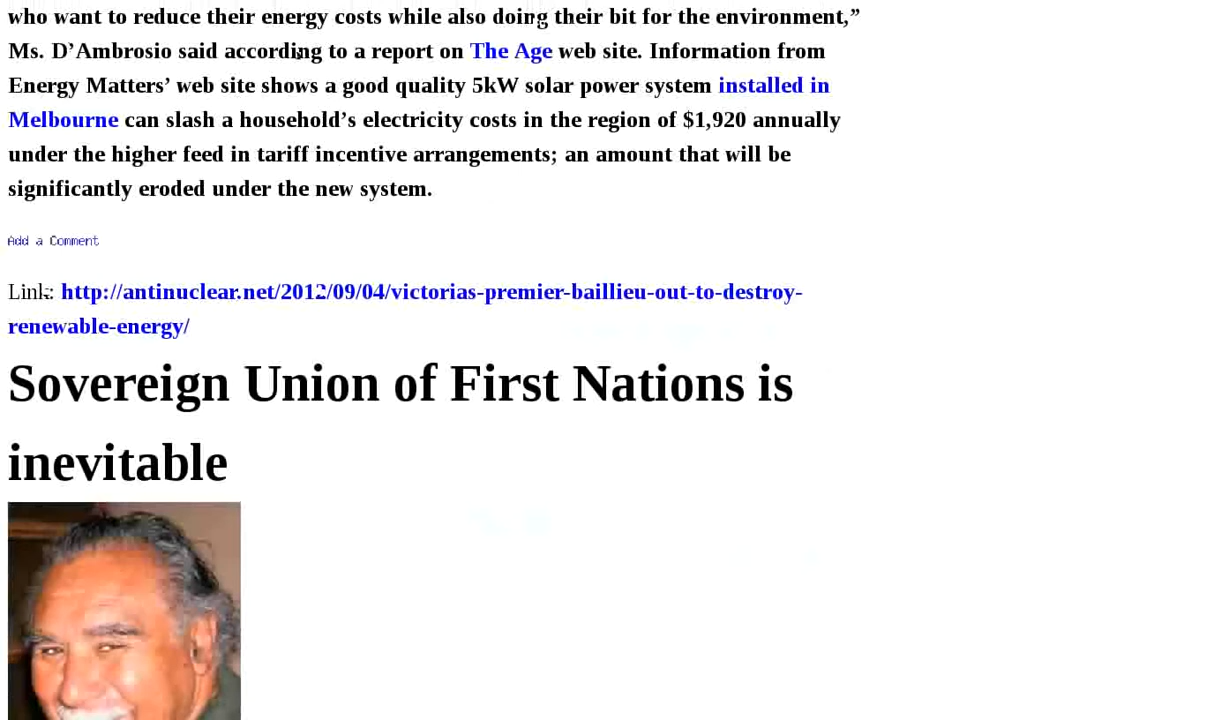 who want to reduce their energy costs while also doing their bit for the environment,”
Ms. D’Ambrosio said according to a report on The Age web site. Information from
Energy Matters’ web site shows a good quality 5kW solar power system installed in
Melbourne can slash a household’s electricity costs in the region of $1,920 annually
under the higher feed in tariff incentive arrangements; an amount that will be
significantly eroded under the new system.
Add a Comment
Link: http://antinuclear.net/2012/09/04/victorias-premier-baillieu-out-to-destroy-
renewable-energy/
Sovereign Union of First Nations is
inevitable